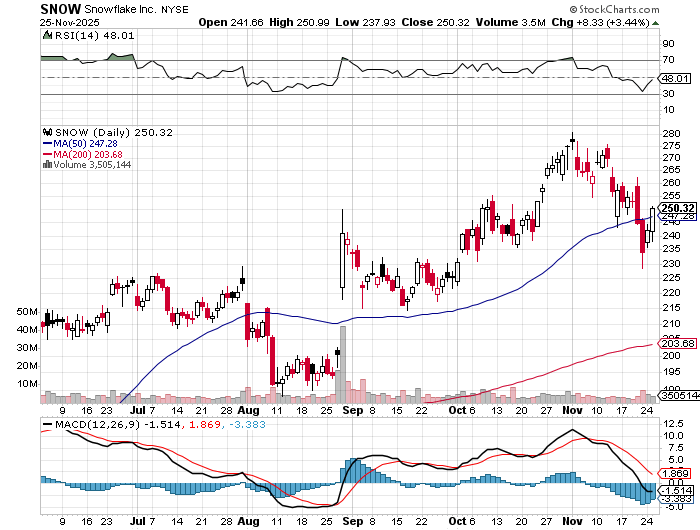 SNOW Snowflake Inc. NYSE © StockCharts.com
25-Nov-2025 Open 241.66 High 250.99 Low 237.93 Close 250.32 Volume 3.5M Chg +8.33 (+3.44%)
RSI(14) 48.01
90
70
50
48.01
30
10
SNOW (Daily) 250.32
MA(50) 247.28
MA(200) 203.68
Volume 3,505,144
280
275
270
265
260
255
250.32
247.28
240
235
230
225
220
215
210
203.68
200
195
190
3505144
50M
40M
30M
20M
10M
9 16 23 Jul 7 14 21 28 Aug 11 18 25 Sep 8 15 22 Oct 6 13 20 27 Nov 10 17 24
MACD(12,26,9) -1.514, 1.869, -3.383
12.5
10.0
7.5
5.0
1.869
0.0
-1.514
-3.383
-5.0
9 16 23 Jul 7 14 21 28 Aug 11 18 25 Sep 8 15 22 Oct 6 13 20 27 Nov 10 17 24